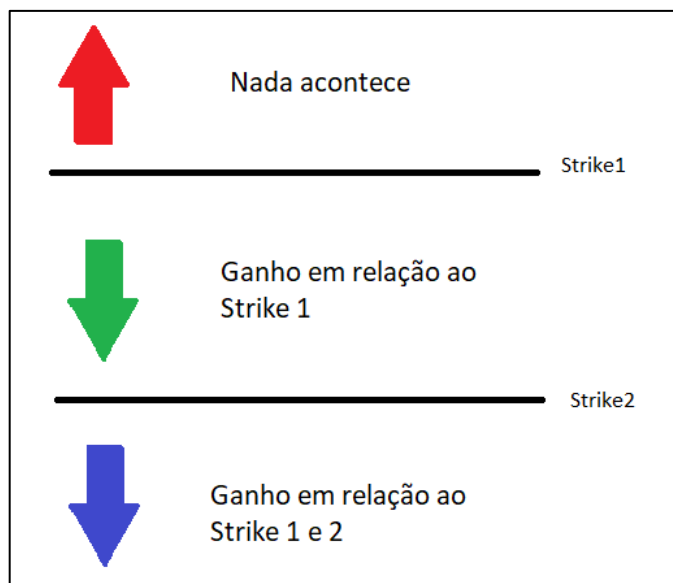 Nada acontece
Strike1
Ganho em relação ao
Strike 1
Strike2
Ganho em relação ao
Strike 1 e 2